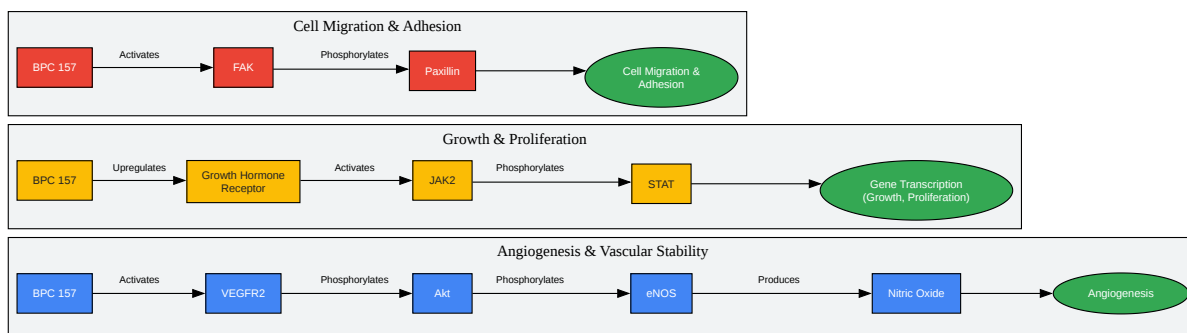 Cell Migration & Adhesion
BPC 157
Activates
FAK
Phosphorylates
Paxillin
Cell Migration &
Adhesion
Growth & Proliferation
BPC 157
Upregulates
Growth Hormone
Receptor
Activates
JAK2
Phosphorylates
STAT
Gene Transcription
(Growth, Proliferation)
Angiogenesis & Vascular Stability
BPC 157
Activates
VEGFR2
Phosphorylates
Akt
Phosphorylates
eNOS
Produces
Nitric Oxide
Angiogenesis